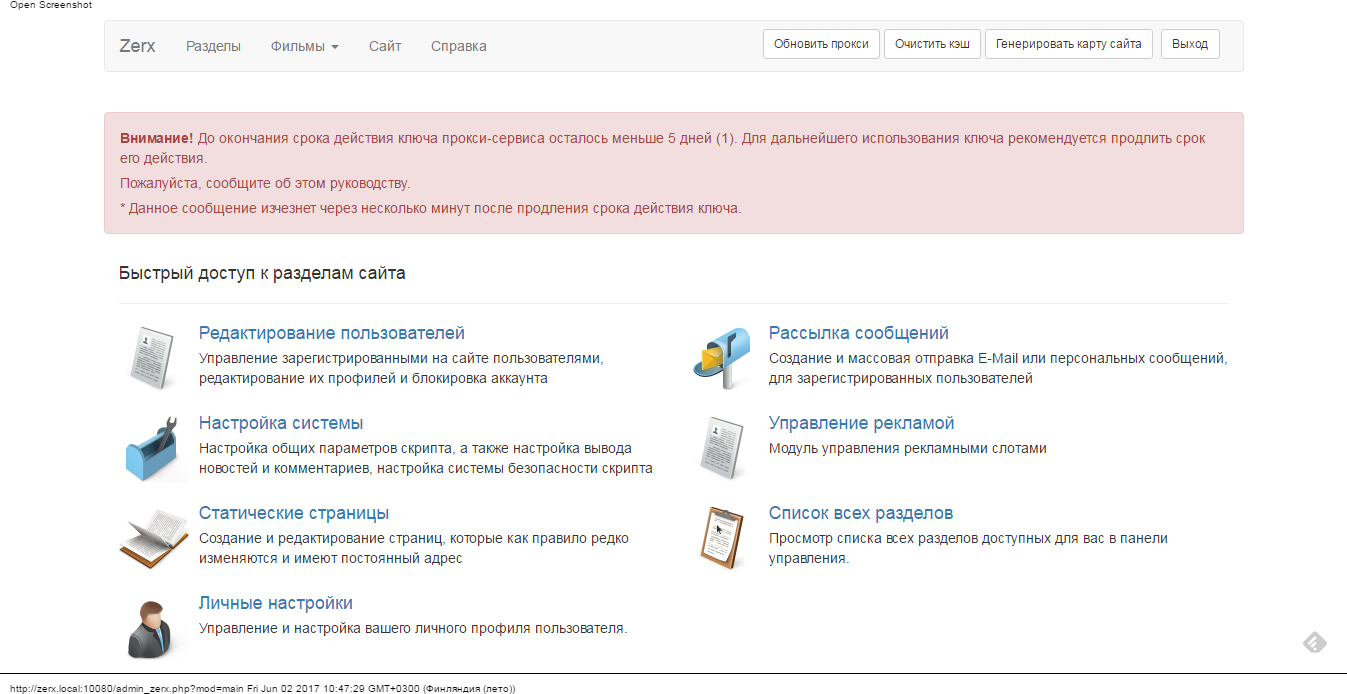 Open Screenshot
Zerx Разделы Фильмы Сайт Справка Обновить прокси Очистить кэш Генерировать карту сайта Выход
Внимание! До окончания срока действия ключа прокси-сервиса осталось меньше 5 дней (1). Для дальнейшего использования ключа рекомендуется продлить срок
его действия.
Пожалуйста, сообщите об этом руководству.
* Данное сообщение изчезнет через несколько минут после продления срока действия ключа.
Быстрый доступ к разделам сайта
Редактирование пользователей
Управление зарегистрированными на сайте пользователями,
редактирование их профилей и блокировка аккаунта
Рассылка сообщений
Создание и массовая отправка E-Mail или персональных сообщений,
для зарегистрированных пользователей
Настройка системы
Настройка общих параметров скрипта, а также настройка вывода
новостей и комментариев, настройка системы безопасности скрипта
Управление рекламой
Модуль управления рекламными слотами
Статические страницы
Создание и редактирование страниц, которые как правило редко
изменяются и имеют постоянный адрес
Список всех разделов
Просмотр списка всех разделов доступных для вас в панели
управления.
Личные настройки
Управление и настройка вашего личного профиля пользователя.
http://zerx.local:10080/admin_zerx.php?mod=main Fri Jun 02 2017 10:47:29 GMT+0300 (Финляндия (лето))